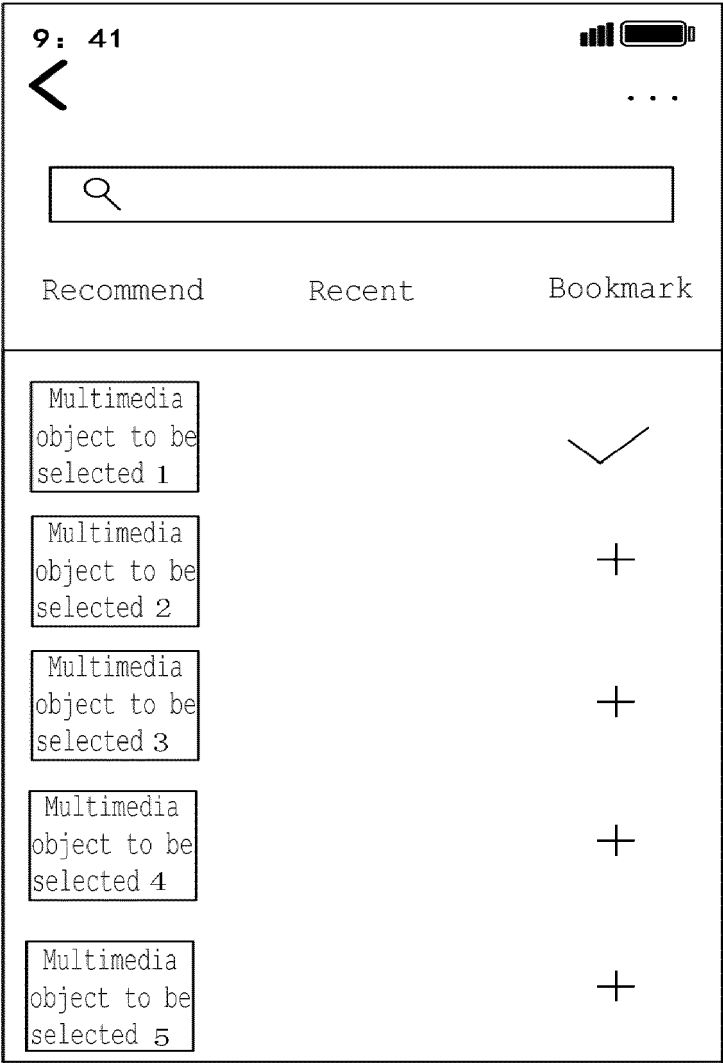 9: 41
...
Recommend Recent Bookmark
Multimedia
object to be
selected 1
Multimedia
object to be
selected 2
Multimedia
object to be
selected 3
Multimedia
object to be
selected 4
Multimedia
object to be
selected 5